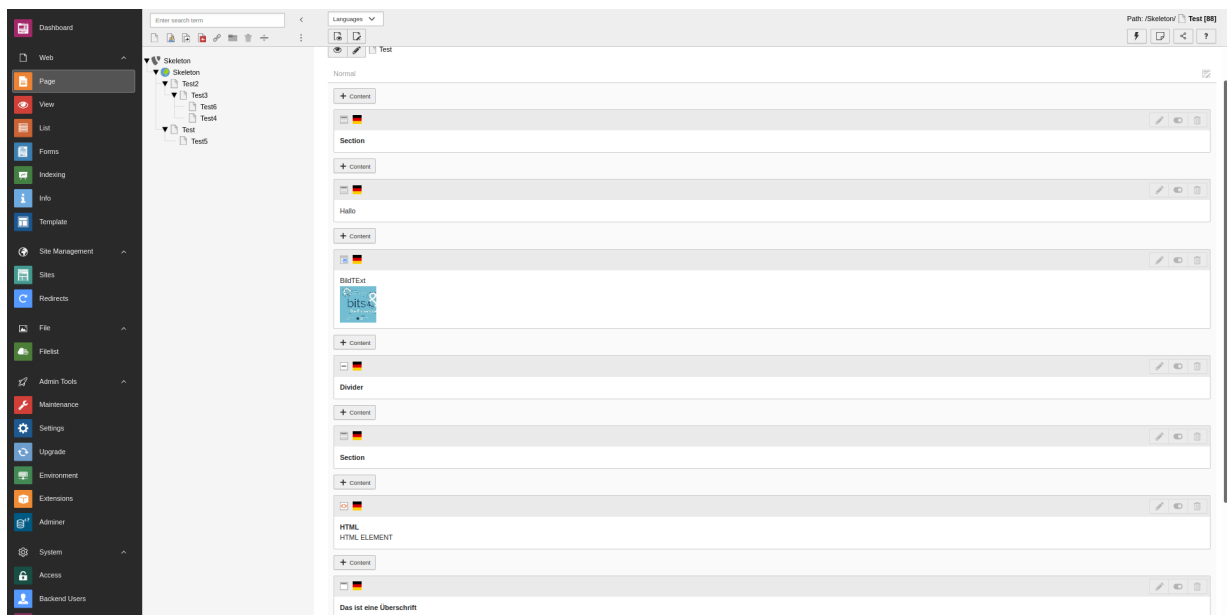 Dashboard
Web
Page
View
List
Forms
Indexing
Info
Template
Site Management
Sites
Redirects
File
Filelist
Admin Tools
Maintenance
Settings
Upgrade
Environment
Extensions
Adminer
System
Access
Backend Users
Enter search term
Skeleton
Skeleton
Test2
Test3
Test6
Test4
Test
Test5
Languages
Path: /Skeleton/ Test [88]
Test
Normal
+ Content
Section
+ Content
Hallo
+ Content
BildTExt
bits &
+ Content
Divider
+ Content
Section
+ Content
HTML
HTML ELEMENT
+ Content
Das ist eine Überschrift